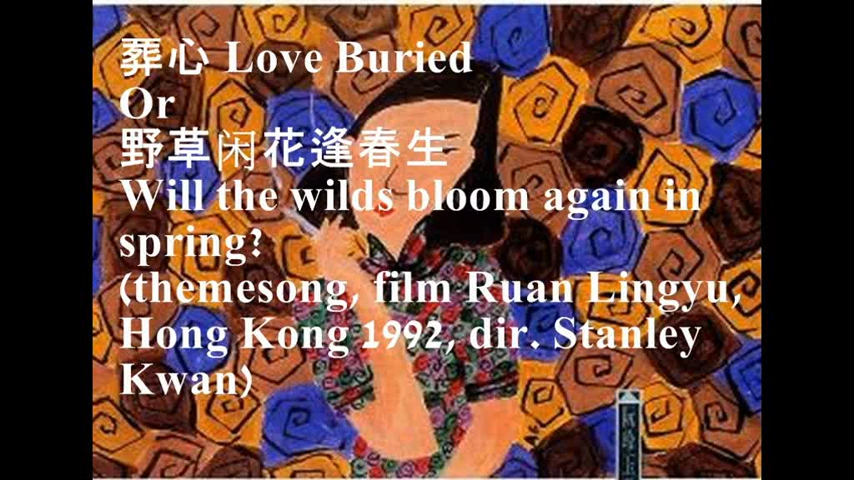 葬心 Love Buried
Or
野草闲花逢春生
Will the wilds bloom again in
spring?
(themesong, film Ruan Lingyu,
Hong Kong 1992, dir. Stanley
Kwan)